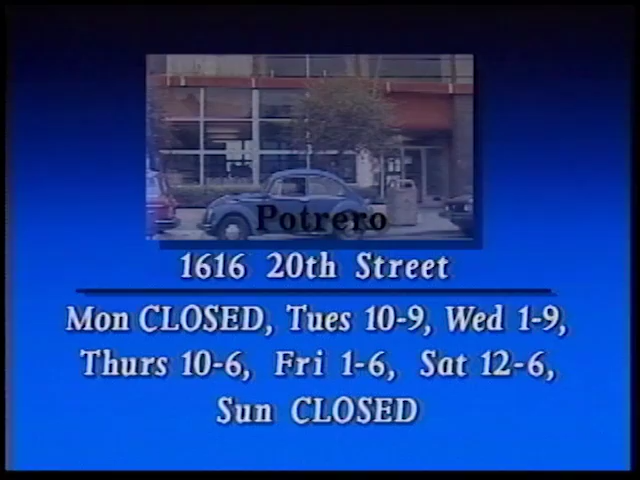 Potrero
1616 20th Street
Mon CLOSED, Tues 10-9, Wed 1-9,
Thurs 10-6, Fri 1-6, Sat 12-6,
Sun CLOSED